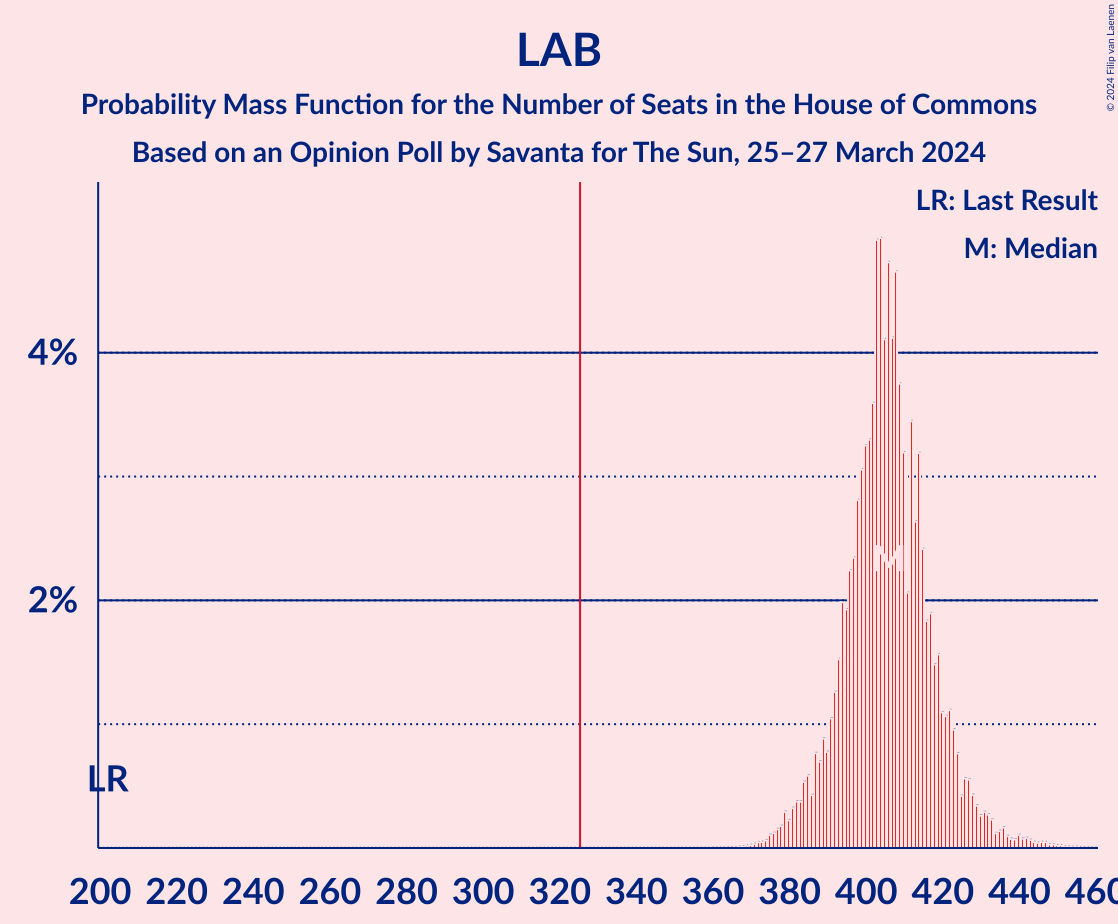 LAB
Probability Mass Function for the Number of Seats in the House of Commons
Based on an Opinion Poll by Savanta for The Sun, 25–27 March 2024
© 2024 Filip van Laenen
LR: Last Result
M: Median
4%
2%
LR
M
200 220 240 260 280 300 320 340 360 380 400 420 440 460